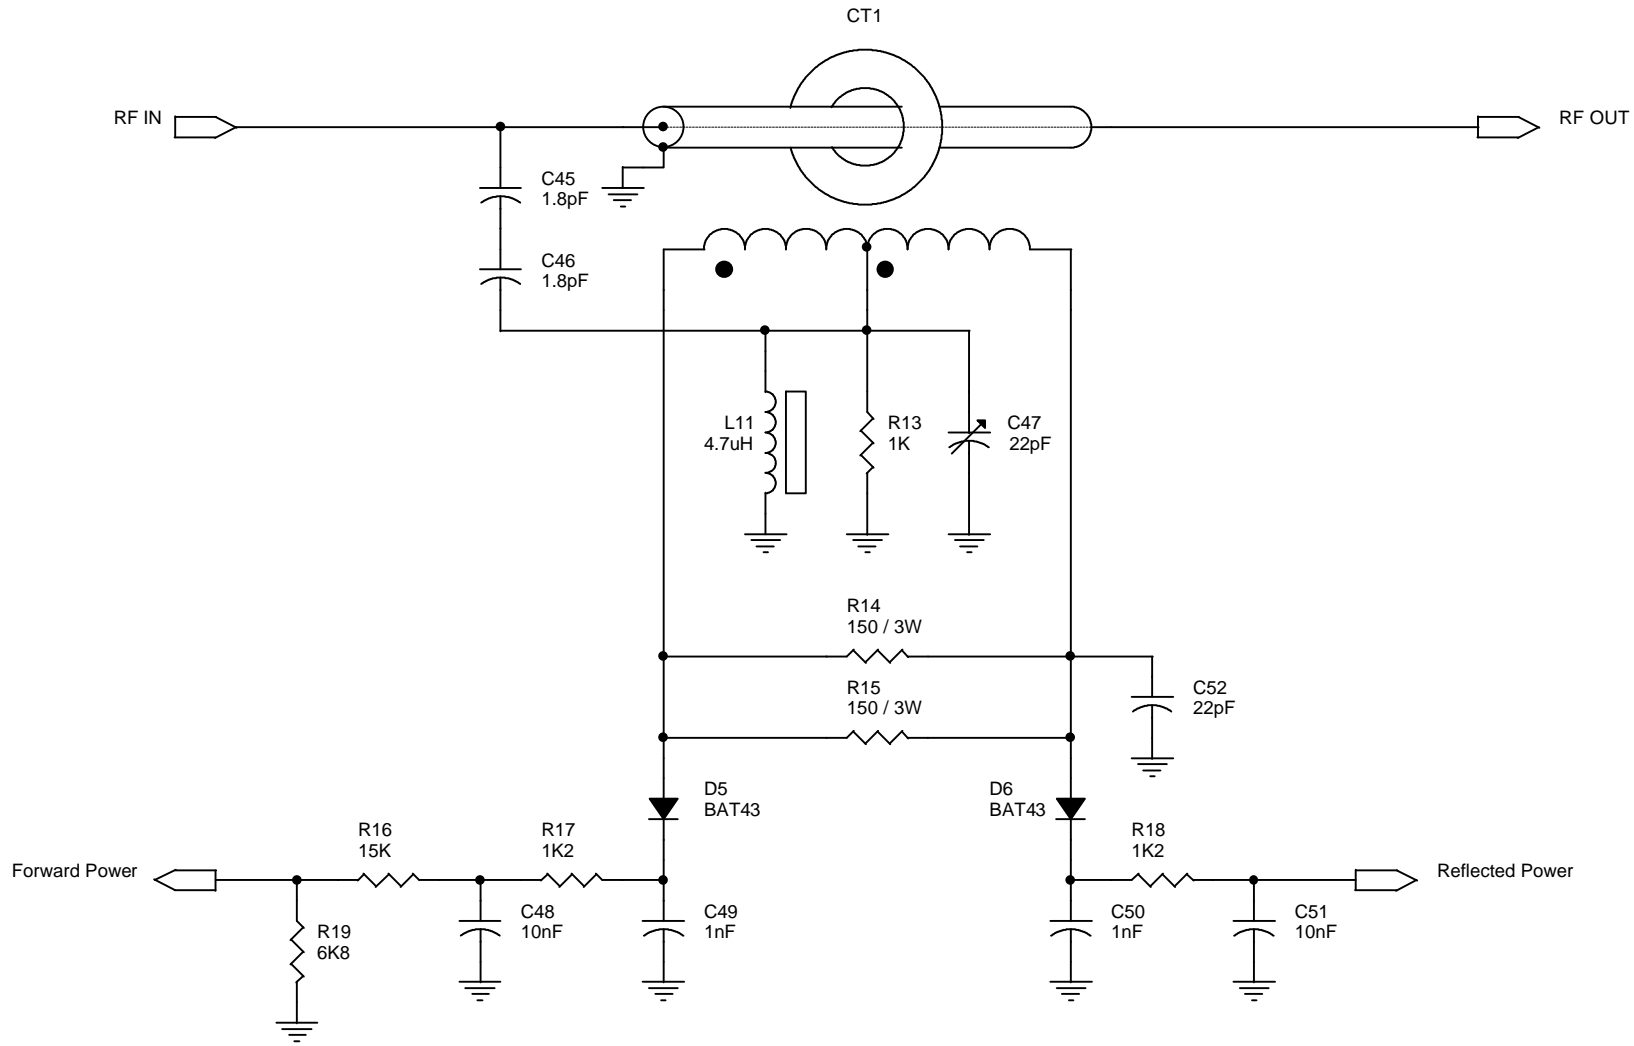 CT1
RF IN
RF OUT
C45
1.8pF
C46
1.8pF
L11
4.7uH
R13
1K
C47
22pF
R14
150 / 3W
R15
150 / 3W
C52
22pF
D5
BAT43
D6
BAT43
R16
15K
R17
1K2
R18
1K2
Forward Power
Reflected Power
R19
6K8
C48
10nF
C49
1nF
C50
1nF
C51
10nF